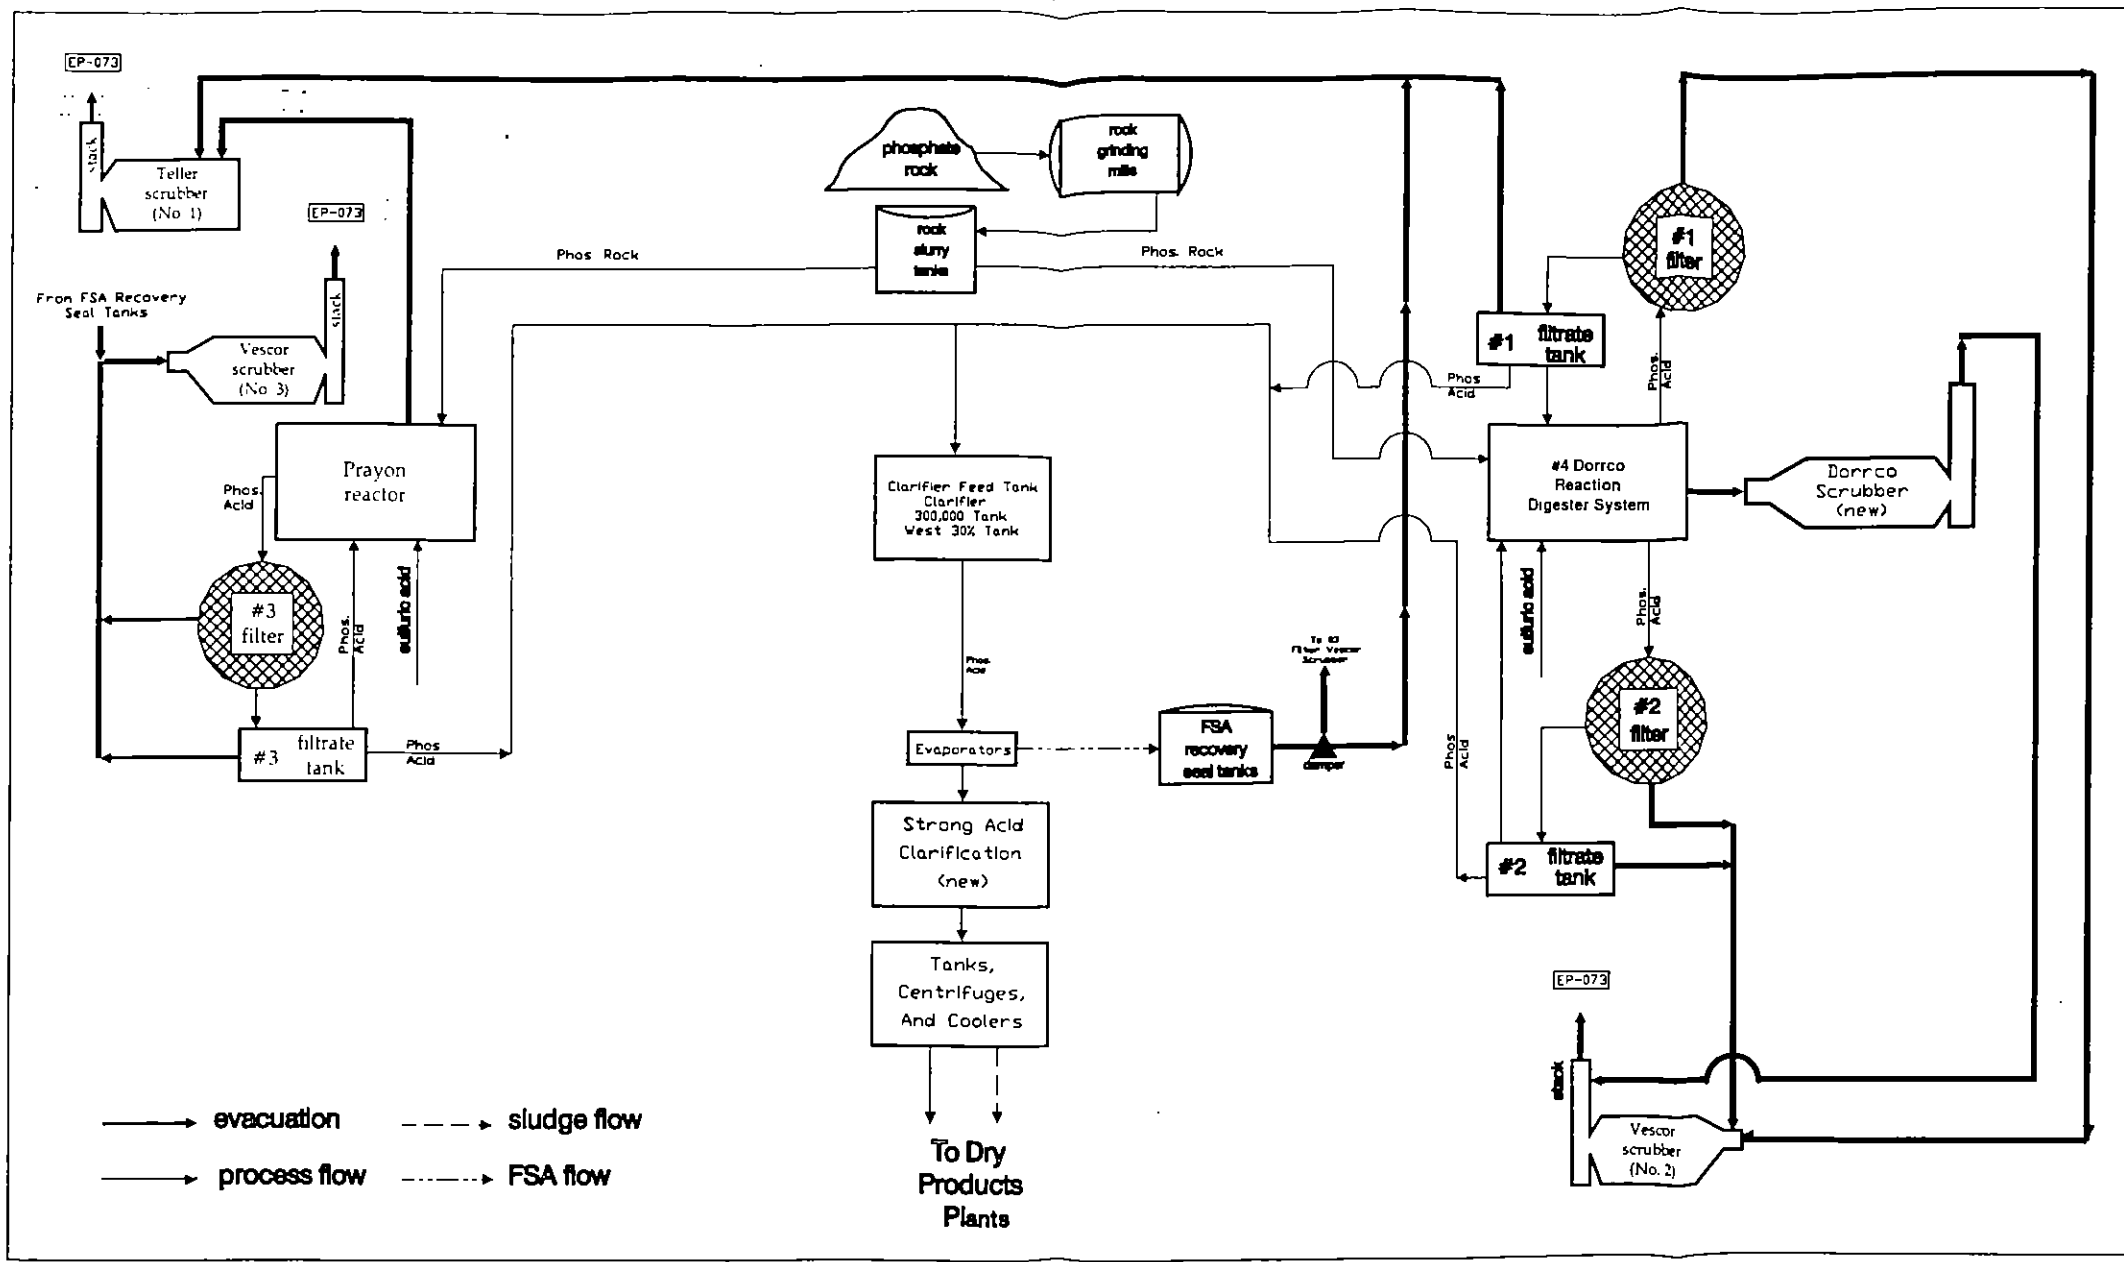 EP-073
stack
Teller
scrubber
(No. 1)
EP-073
stack
From FSA Recovery
Seal Tanks
Vescor
scrubber
(No. 3)
phosphate
rock
rock
grinding
mills
rock
slurry
tanks
Phos. Rock
Phos. Rock
#1
filter
#1 filtrate
tank
Phos
Acid
Phos.
Acid
Prayon
reactor
Phos.
Acid
#3
filter
Phos.
Acid
sulfuric acid
#3 filtrate
tank
Phos
Acid
Clarifier Feed Tank
Clarifier
300,000 Tank
West 30% Tank
Phos
Acid
Evaporators
FSA
recovery
seal tanks
To #3
Filter Vescor
Scrubber
damper
#4 Dorrco
Reaction
Digester System
Dorrco
Scrubber
(new)
sulfuric acid
Phos.
Acid
#2
filter
Phos
Acid
#2 filtrate
tank
Strong Acid
Clarification
(new)
Tanks,
Centrifuges,
And Coolers
To Dry
Products
Plants
EP-073
stack
Vescor
scrubber
(No. 2)
evacuation
sludge flow
process flow
FSA flow